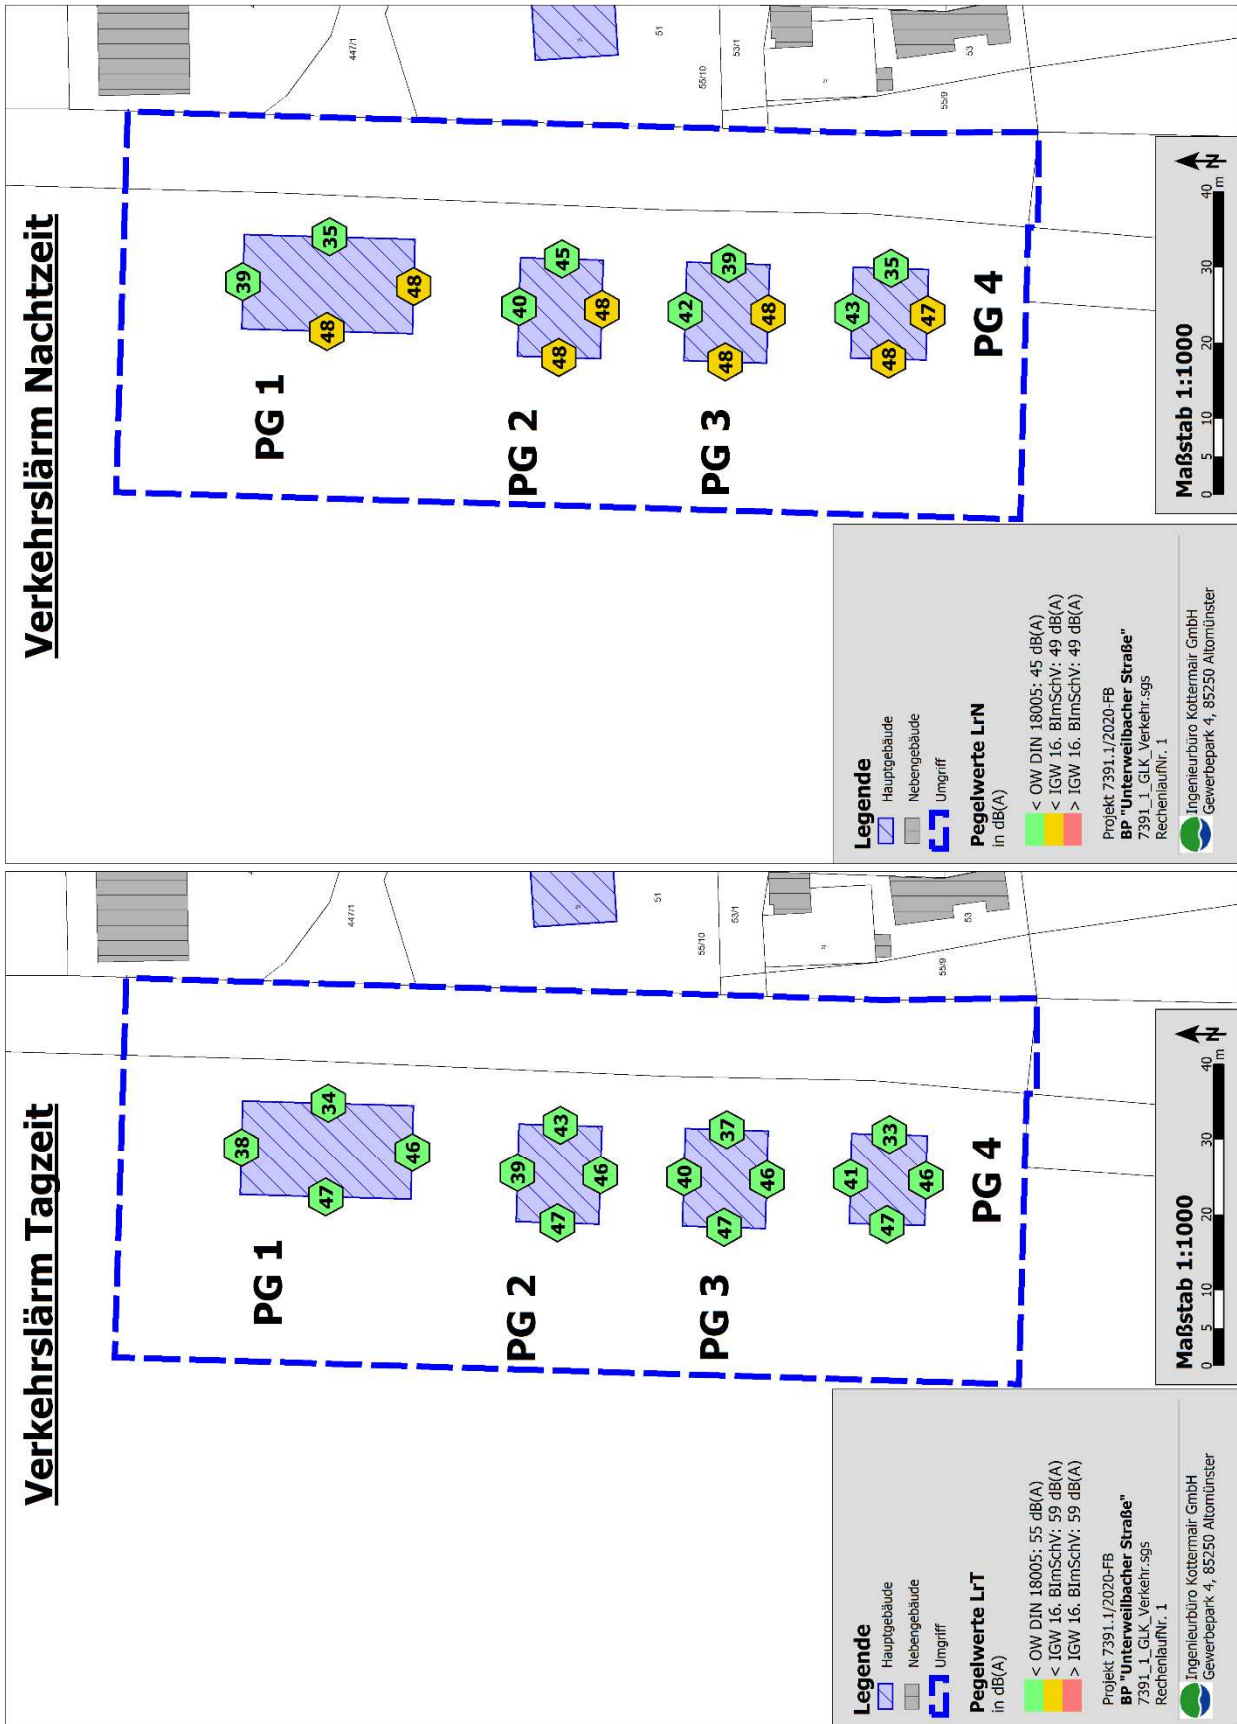 Verkehrslärm Tagzeit
447/1
51
55/10
53/1
53
55/9
PG 1
38
34
47
46
PG 2
39
43
47
46
PG 3
40
37
47
46
PG 4
41
33
47
46
Legende
Hauptgebäude
Nebengebäude
Umgriff
Pegelwerte LrT
in dB(A)
< OW DIN 18005: 55 dB(A)
< IGW 16. BImSchV: 59 dB(A)
> IGW 16. BImSchV: 59 dB(A)
Projekt 7391.1/2020-FB
BP "Unterweilbacher Straße"
7391_1_GLK_Verkehr.sgs
RechenlaufNr. 1
Ingenieurbüro Kottermair GmbH
Gewerbepark 4, 85250 Altomünster
Maßstab 1:1000
0 5 10 20 30 40
m
N
Verkehrslärm Nachtzeit
447/1
51
55/10
53/1
53
55/9
PG 1
39
35
48
48
PG 2
40
45
48
48
PG 3
42
39
48
48
PG 4
43
35
48
47
Legende
Hauptgebäude
Nebengebäude
Umgriff
Pegelwerte LrN
in dB(A)
< OW DIN 18005: 45 dB(A)
< IGW 16. BImSchV: 49 dB(A)
> IGW 16. BImSchV: 49 dB(A)
Projekt 7391.1/2020-FB
BP "Unterweilbacher Straße"
7391_1_GLK_Verkehr.sgs
RechenlaufNr. 1
Ingenieurbüro Kottermair GmbH
Gewerbepark 4, 85250 Altomünster
Maßstab 1:1000
0 5 10 20 30 40
m
N